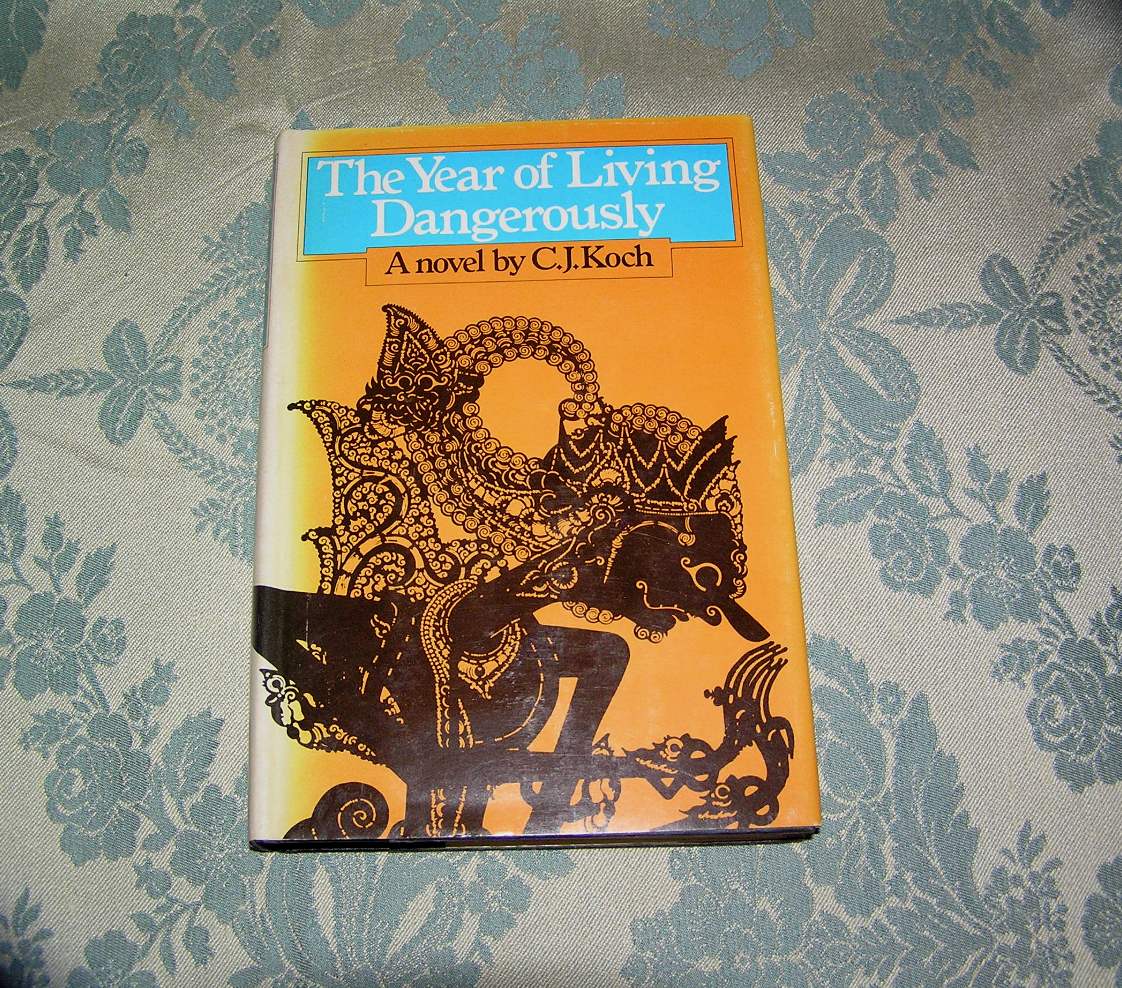 The Year of Living
Dangerously
A novel by C.J.Koch